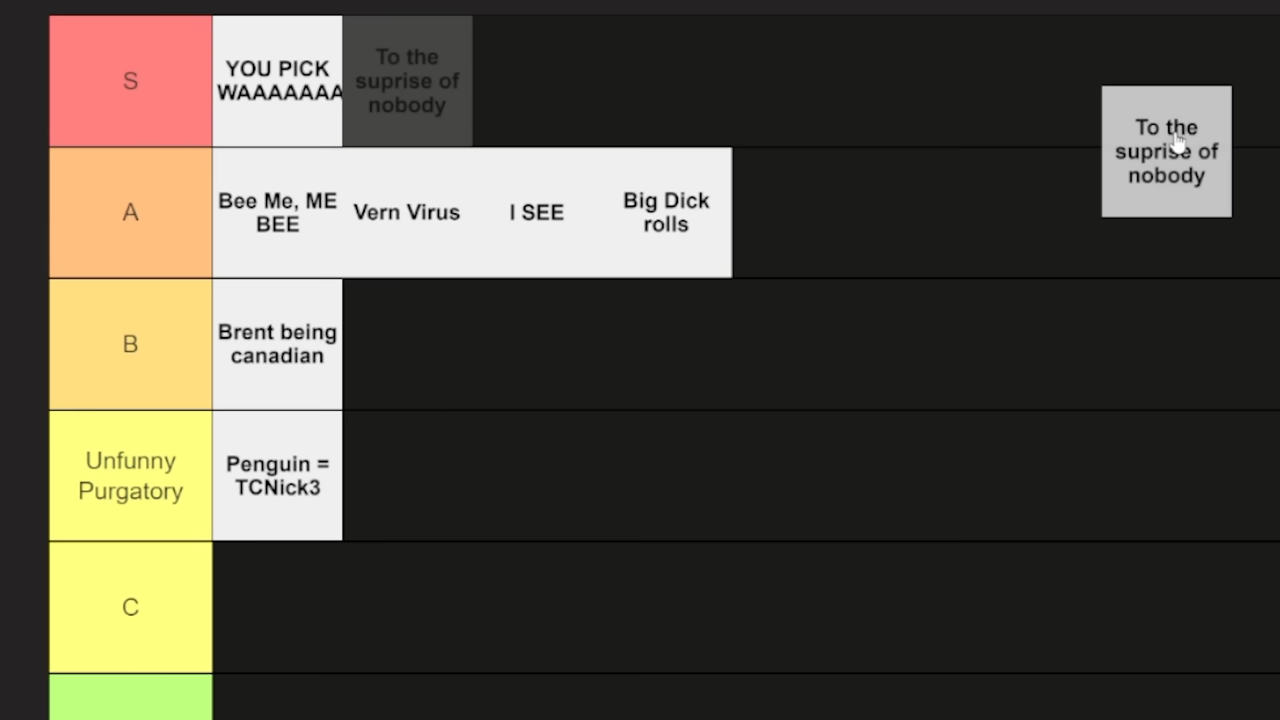 S
YOU PICK
WAAAAAAA
To the
suprise of
nobody
To the
suprise of
nobody
A
Bee Me, ME
BEE
Vern Virus
I SEE
Big Dick
rolls
B
Brent being
canadian
Unfunny
Purgatory
Penguin =
TCNick3
C